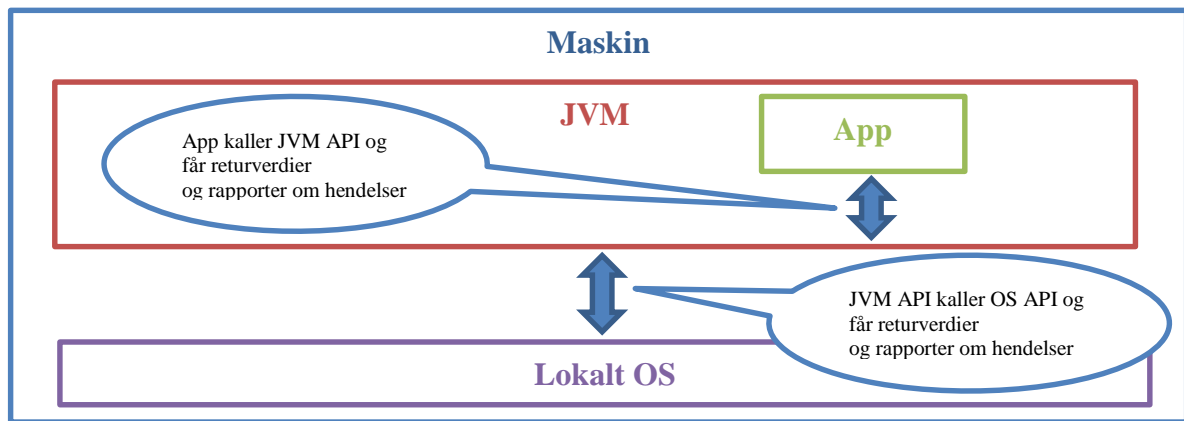 Maskin
JVM
App
App kaller JVM API og
får returverdier
og rapporter om hendelser
JVM API kaller OS API og
får returverdier
og rapporter om hendelser
Lokalt OS